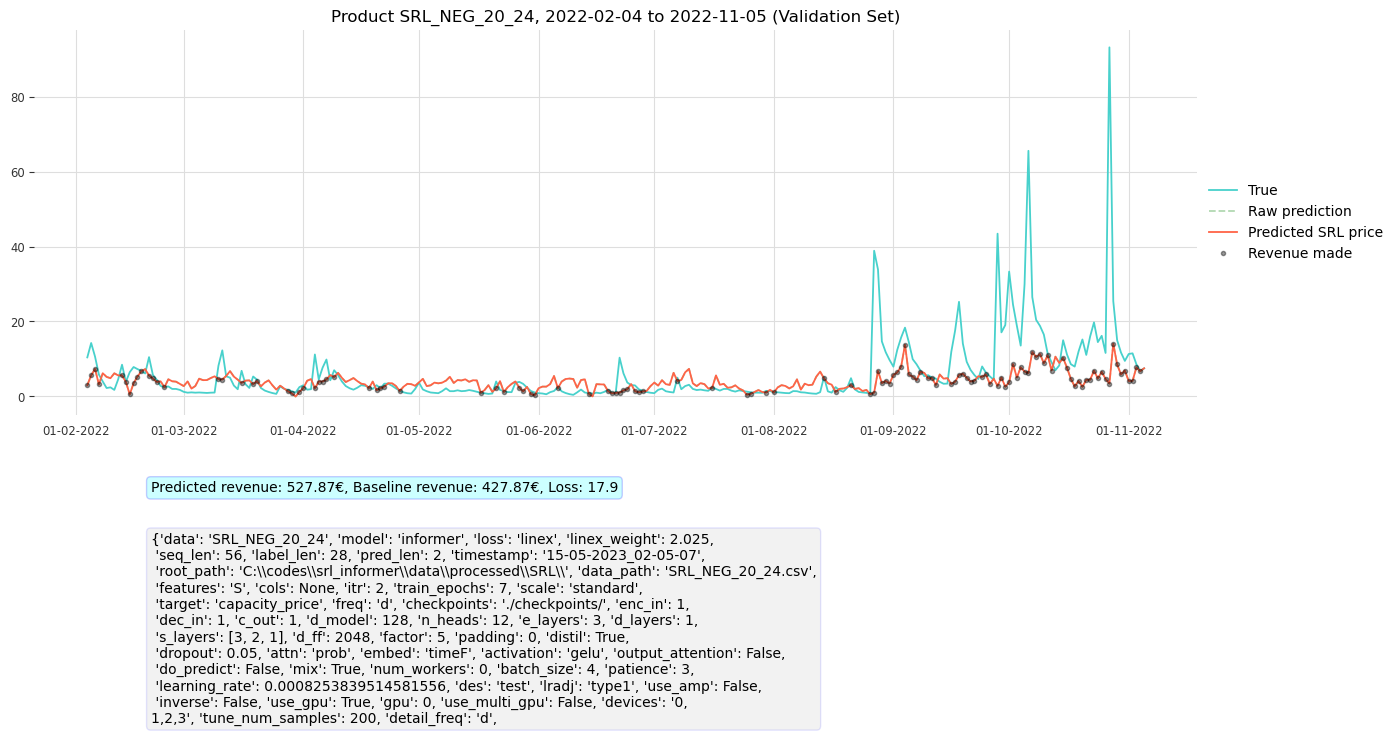 Product SRL_NEG_20_24, 2022-02-04 to 2022-11-05 (Validation Set)
80
60
40
20
0
01-02-2022 01-03-2022 01-04-2022 01-05-2022 01-06-2022 01-07-2022 01-08-2022 01-09-2022 01-10-2022 01-11-2022
True
Raw prediction
Predicted SRL price
Revenue made
Predicted revenue: 527.87€, Baseline revenue: 427.87€, Loss: 17.9
{'data': 'SRL_NEG_20_24', 'model': 'informer', 'loss': 'linex', 'linex_weight': 2.025,
'seq_len': 56, 'label_len': 28, 'pred_len': 2, 'timestamp': '15-05-2023_02-05-07',
'root_path': 'C:\\codes\\srl_informer\\data\\processed\\SRL\\', 'data_path': 'SRL_NEG_20_24.csv',
'features': 'S', 'cols': None, 'itr': 2, 'train_epochs': 7, 'scale': 'standard',
'target': 'capacity_price', 'freq': 'd', 'checkpoints': './checkpoints/', 'enc_in': 1,
'dec_in': 1, 'c_out': 1, 'd_model': 128, 'n_heads': 12, 'e_layers': 3, 'd_layers': 1,
's_layers': [3, 2, 1], 'd_ff': 2048, 'factor': 5, 'padding': 0, 'distil': True,
'dropout': 0.05, 'attn': 'prob', 'embed': 'timeF', 'activation': 'gelu', 'output_attention': False,
'do_predict': False, 'mix': True, 'num_workers': 0, 'batch_size': 4, 'patience': 3,
'learning_rate': 0.0008253839514581556, 'des': 'test', 'lradj': 'type1', 'use_amp': False,
'inverse': False, 'use_gpu': True, 'gpu': 0, 'use_multi_gpu': False, 'devices': '0,
1,2,3', 'tune_num_samples': 200, 'detail_freq': 'd',